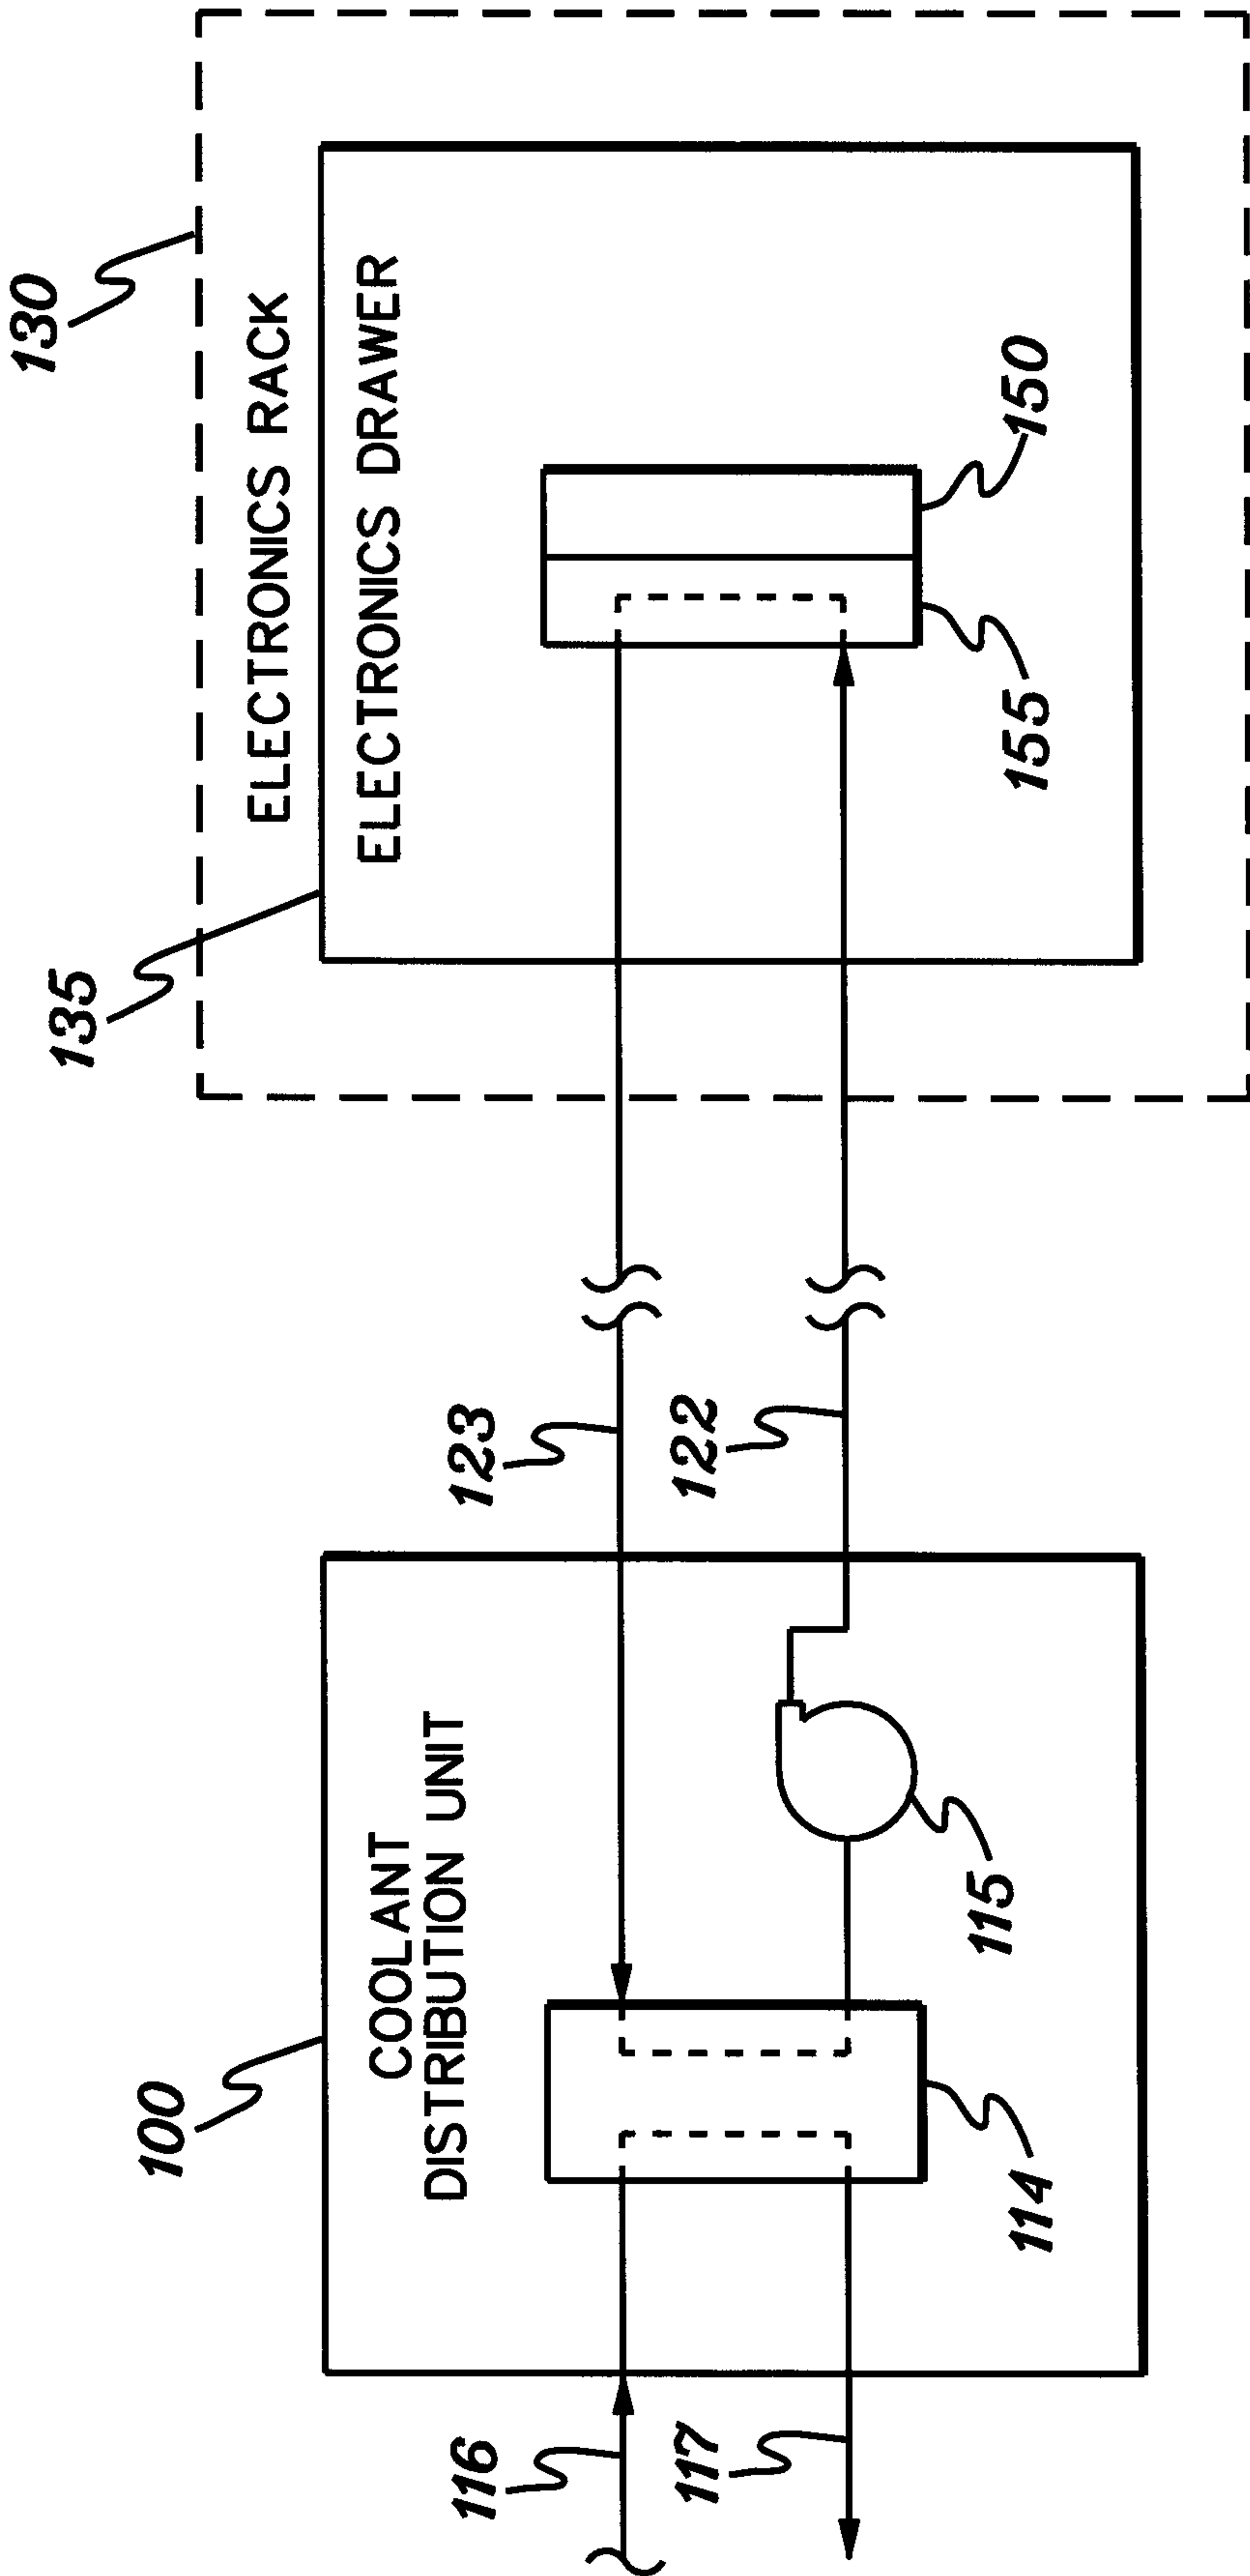 130
ELECTRONICS RACK
135
ELECTRONICS DRAWER
150
155
123
122
100
COOLANT
DISTRIBUTION UNIT
115
114
116
117